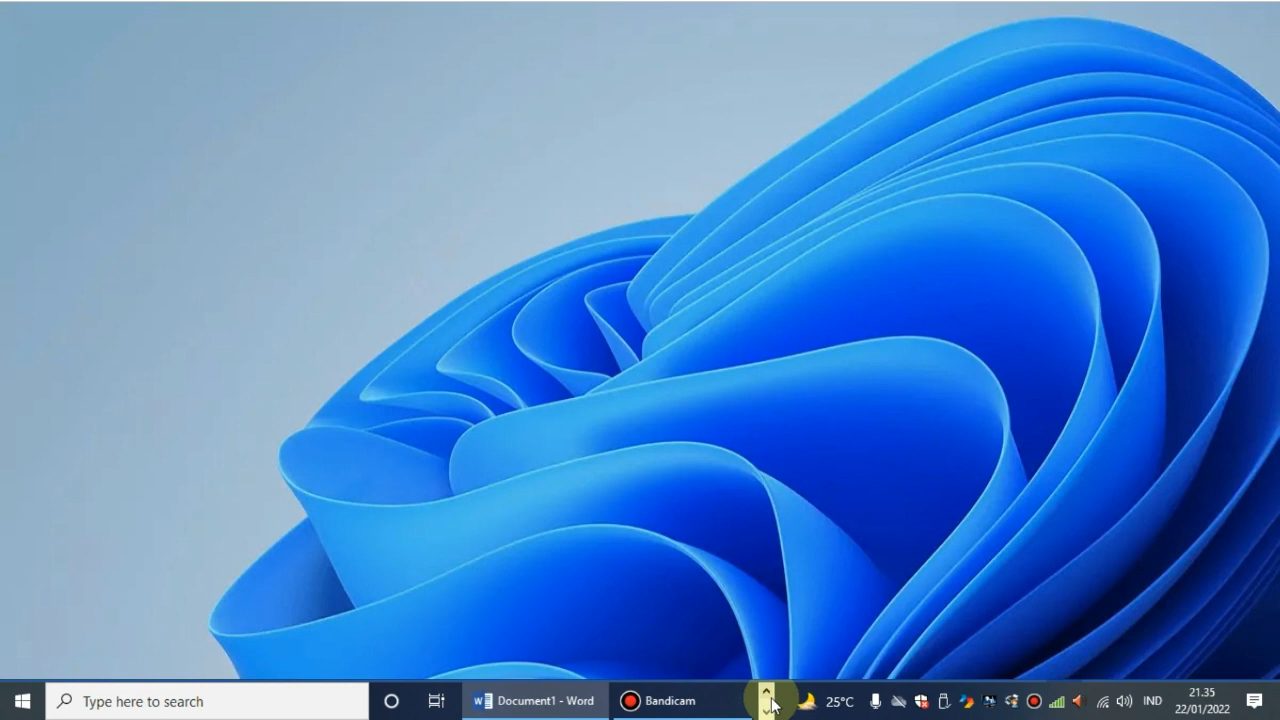 Type here to search
Document1 - Word
Bandicam
25°C
IND
21.35
22/01/2022